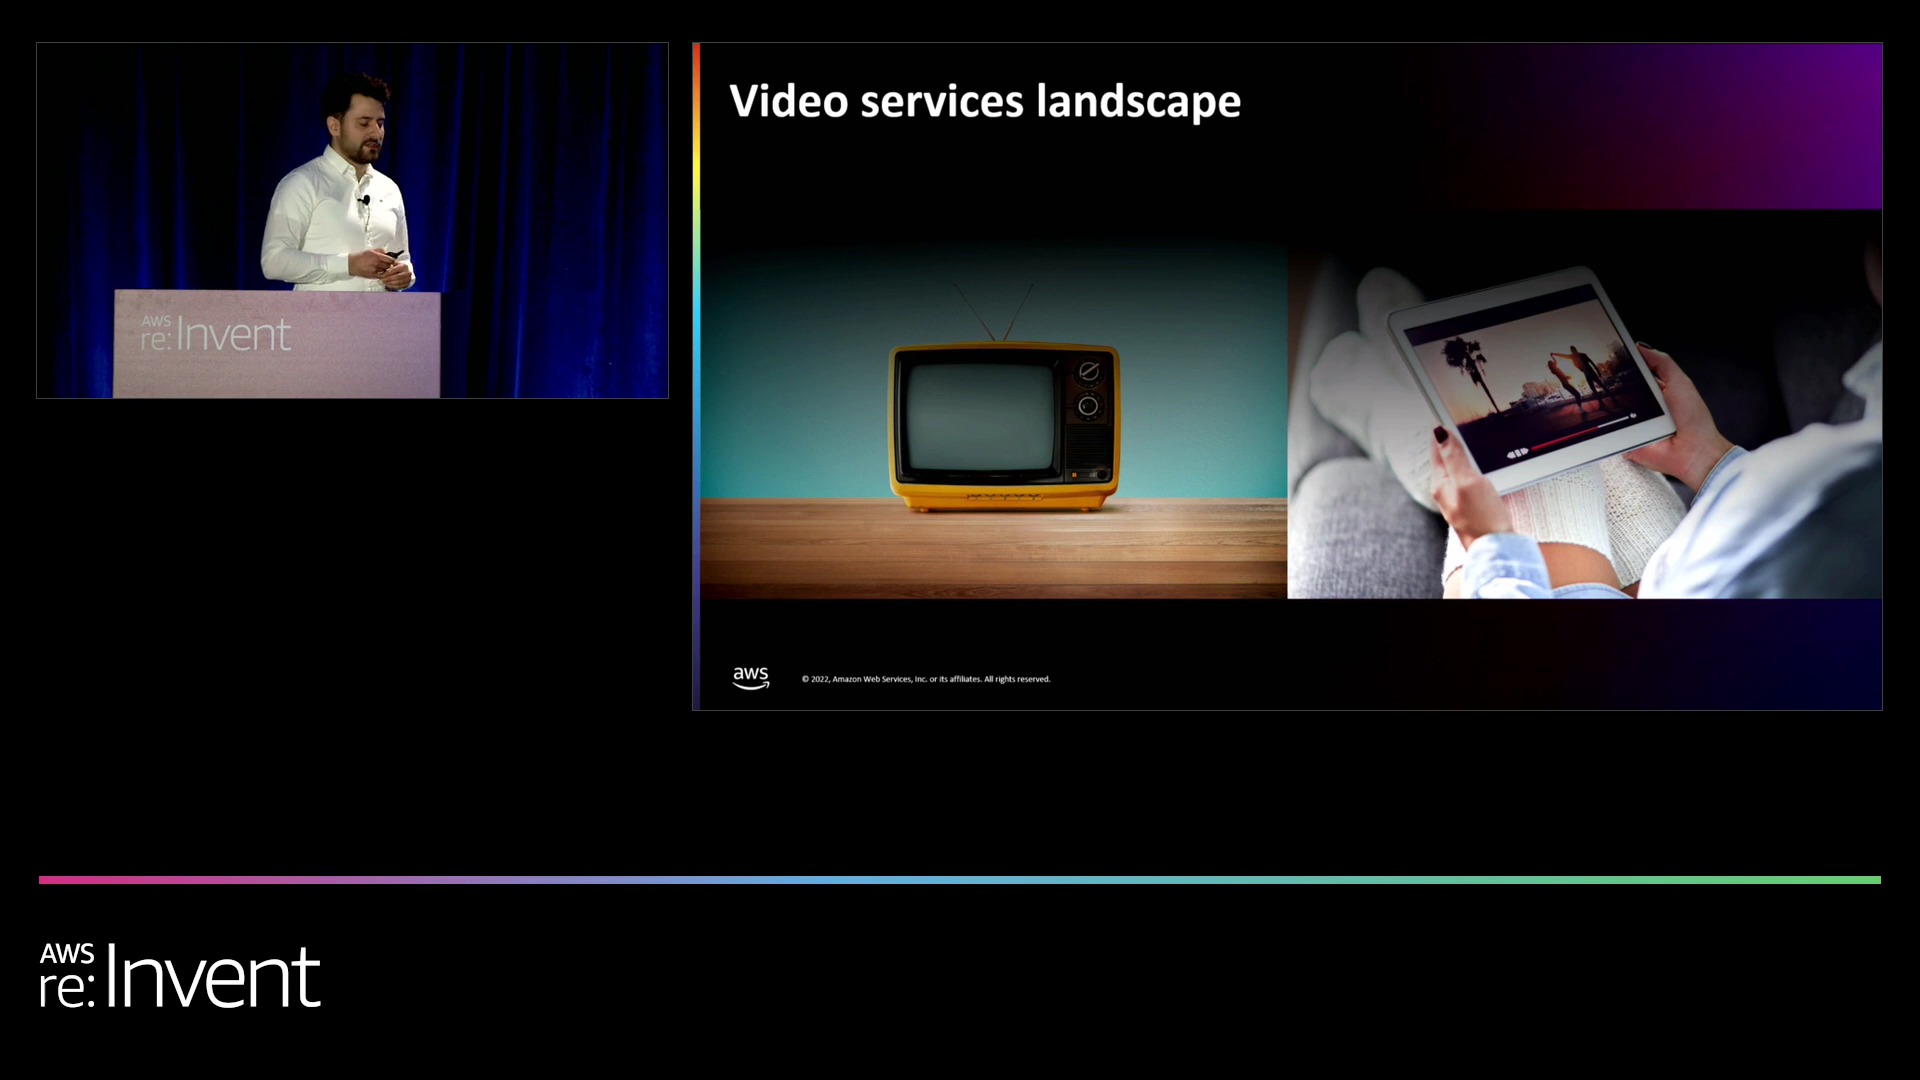 AWS
re:Invent
Video services landscape
aws
© 2022, Amazon Web Services, Inc. or its affiliates. All rights reserved.
AWS
re:Invent